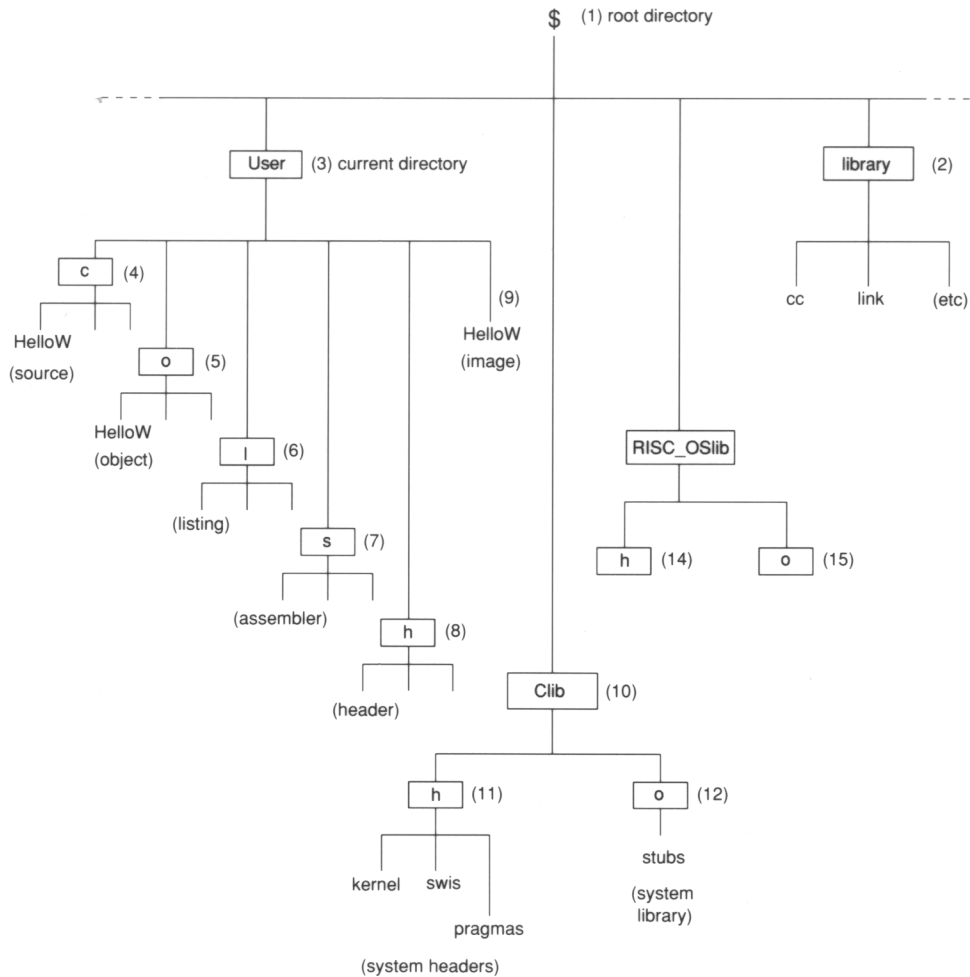 $ (1) root directory
User (3) current directory
library (2)
c (4)
HelloW
(source)
o (5)
HelloW
(object)
l (6)
(listing)
s (7)
(assembler)
h (8)
(header)
(9)
HelloW
(image)
cc link (etc)
RISC_OSlib
h (14) o (15)
Clib (10)
h (11) o (12)
kernel swis
pragmas
(system headers)
stubs
(system
library)